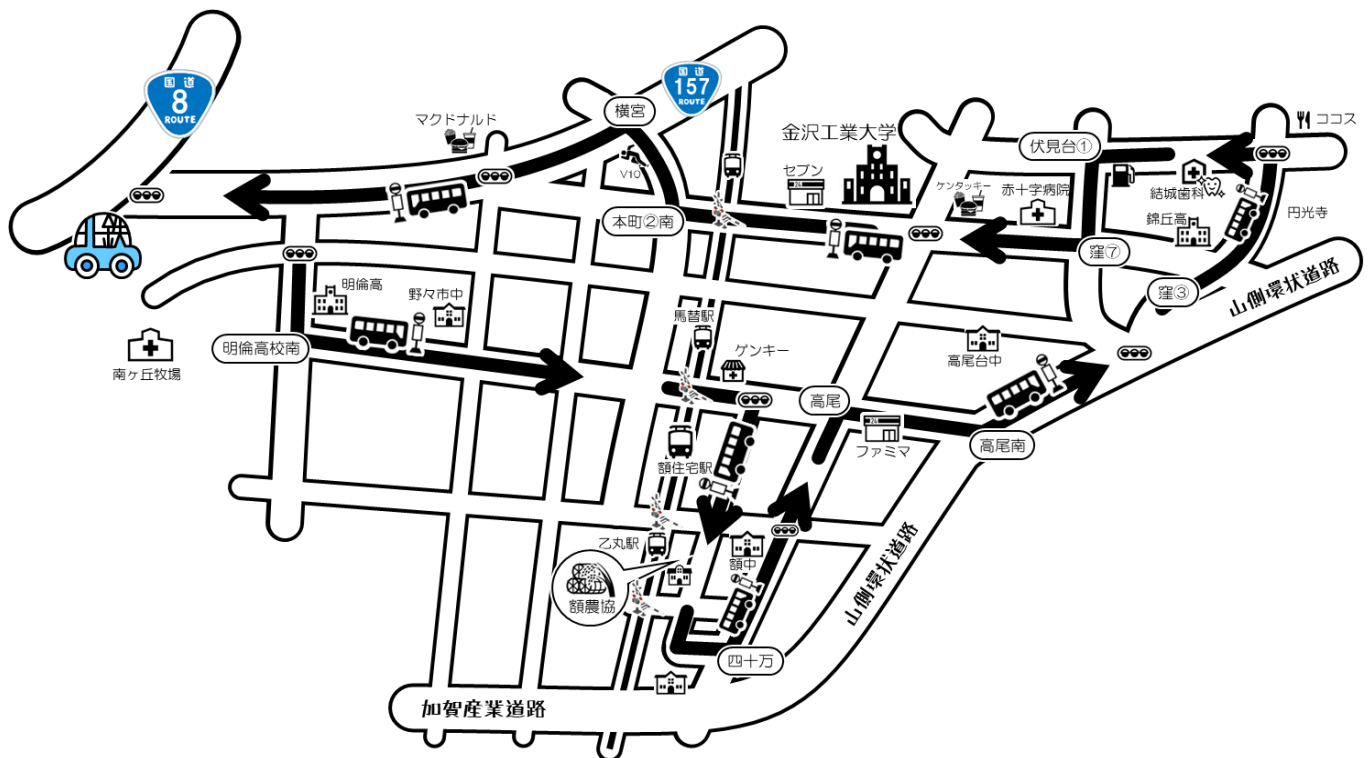 国道
8
ROUTE
国道
157
ROUTE
マクドナルド
横宮
V10
金沢工業大学
セブン
ケンタッキー
赤十字病院
伏見台①
ココス
結城歯科
錦丘高
円光寺
本町②南
窪⑦
窪③
山側環状道路
明倫高
野々市中
明倫高校南
南ヶ丘牧場
馬替駅
ゲンキー
高尾台中
高尾
ファミマ
高尾南
額住宅駅
乙丸駅
額中
額農協
山側環状道路
四十万
加賀産業道路